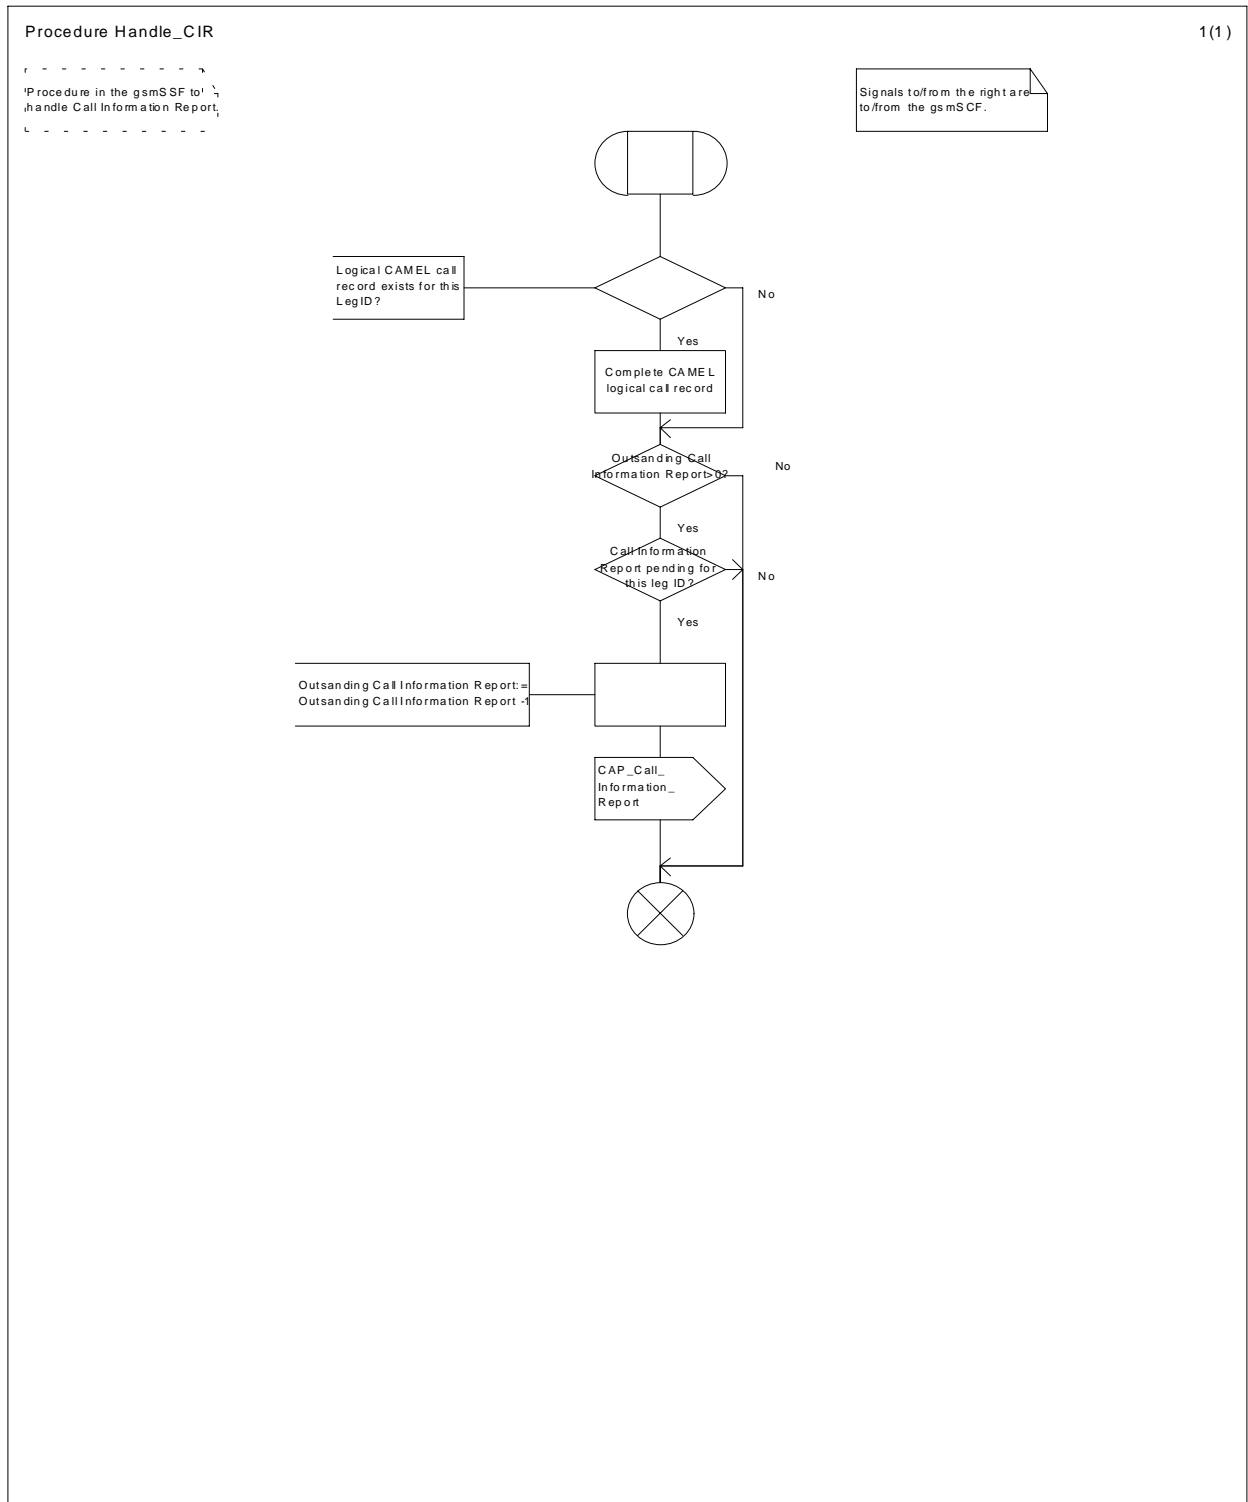 Procedure Handle_CIR
1(1)
Procedure in the gsmSSF to
handle Call Information Report.
Signals to/from the right are
to/from the gsmSCF.
Logical CAMEL call
record exists for this
LegID?
No
Yes
Complete CAMEL
logical call record
Outsanding Call
Information Report>0?
No
Yes
Call Information
Report pending for
this leg ID?
No
Yes
Outsanding Call Information Report:=
Outsanding Call Information Report -1
CAP_Call_
Information_
Report